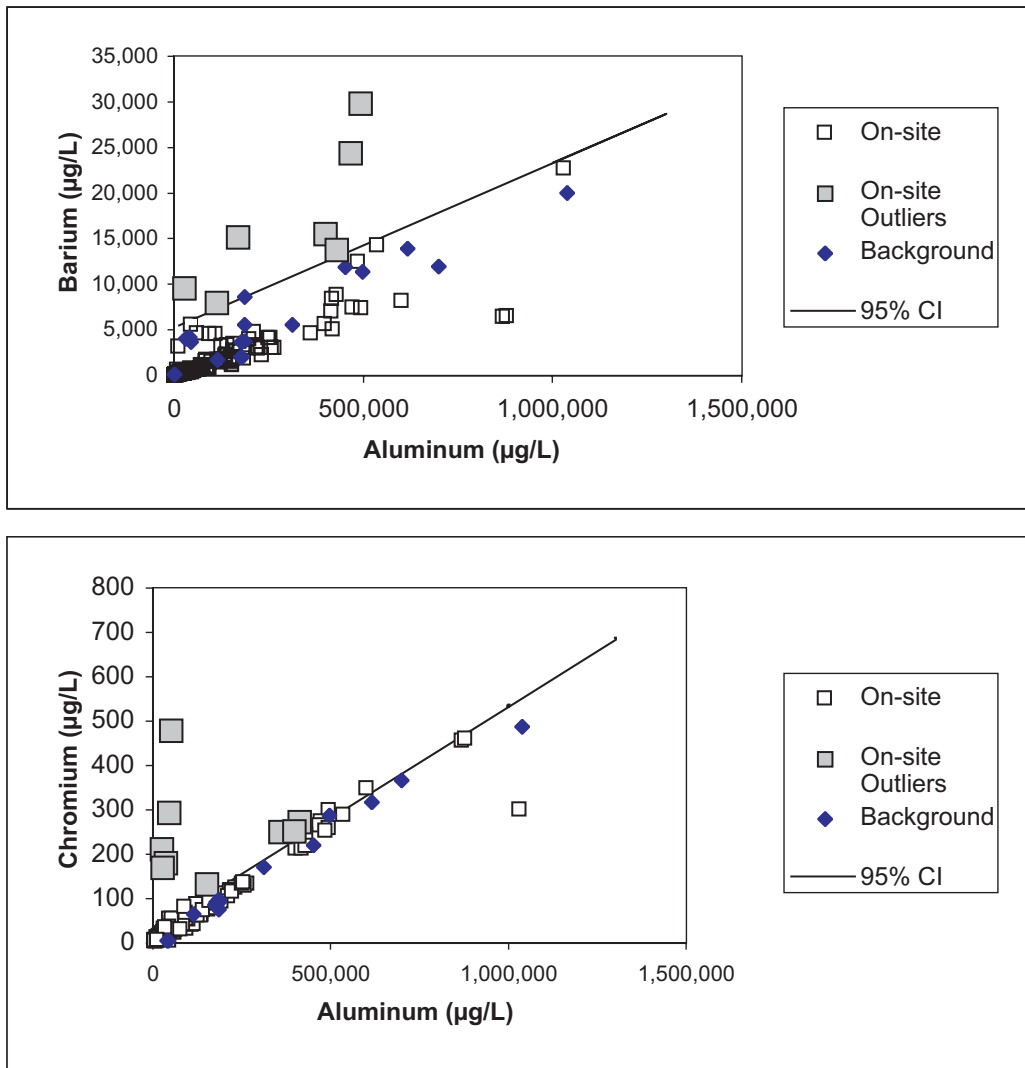 35,000
30,000
25,000
20,000
15,000
10,000
5,000
0
Barium (µg/L)
0 500,000 1,000,000 1,500,000
Aluminum (µg/L)
On-site
On-site
Outliers
Background
95% CI
800
700
600
500
400
300
200
100
0
Chromium (µg/L)
0 500,000 1,000,000 1,500,000
Aluminum (µg/L)
On-site
On-site
Outliers
Background
95% CI